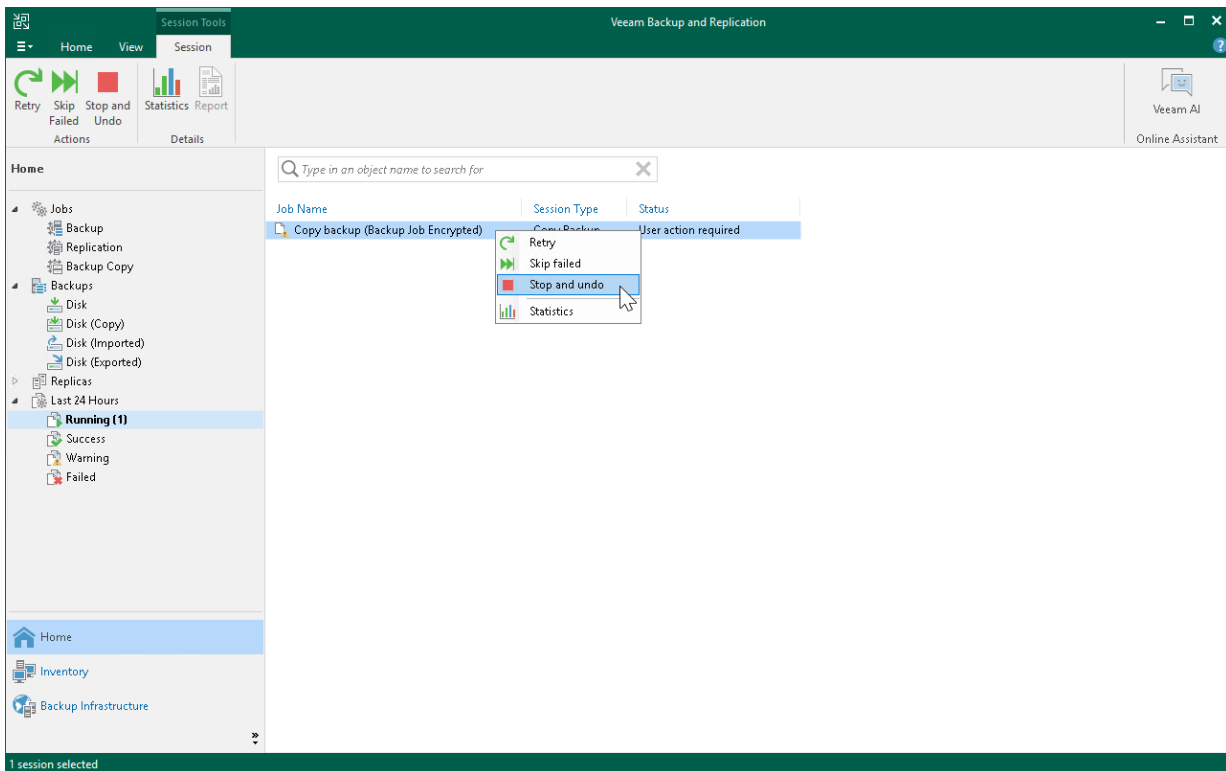 Session Tools
Veeam Backup and Replication
Home View Session
Retry
Skip Failed
Stop and Undo
Statistics
Report
Veeam AI
Actions
Details
Online Assistant
Home
Type in an object name to search for
Jobs
Backup
Replication
Backup Copy
Backups
Disk
Disk (Copy)
Disk (Imported)
Disk (Exported)
Replicas
Last 24 Hours
Running (1)
Success
Warning
Failed
Job Name Session Type Status
Copy backup (Backup Job Encrypted) Copy Backup User action required
Retry
Skip failed
Stop and undo
Statistics
Home
Inventory
Backup Infrastructure
1 session selected